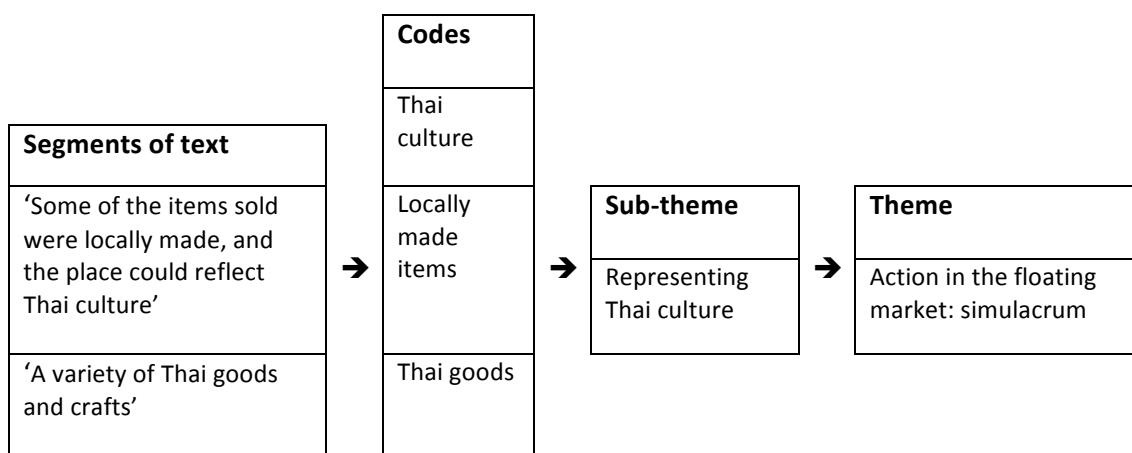 Segments of text
‘Some of the items sold
were locally made, and
the place could reflect
Thai culture’
‘A variety of Thai goods
and crafts’
➔
Codes
Thai
culture
Locally
made
items
Thai goods
➔
Sub-theme
Representing
Thai culture
➔
Theme
Action in the floating
market: simulacrum